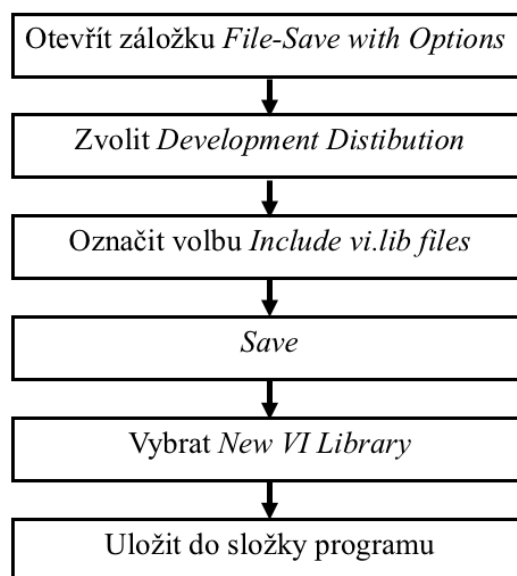 Otevřít záložku File-Save with Options
Zvolit Development Distibution
Označit volbu Include vi.lib files
Save
Vybrat New VI Library
Uložit do složky programu